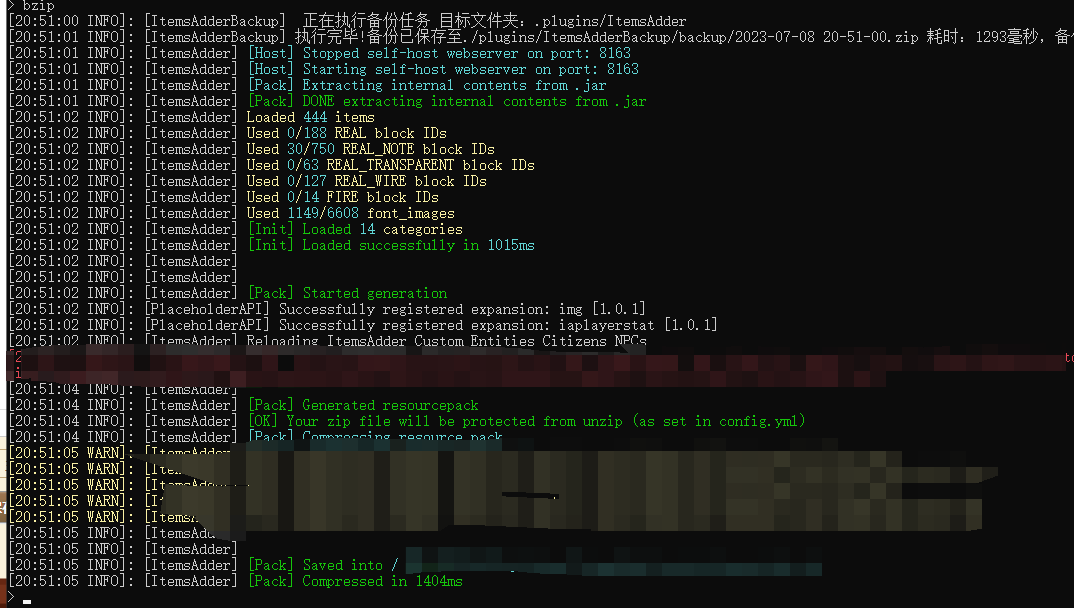 > bzip
[20:51:00 INFO]: [ItemsAdderBackup] 正在执行备份任务 目标文件夹: .plugins/ItemsAdder
[20:51:01 INFO]: [ItemsAdderBackup] 执行完毕!备份已保存至./plugins/ItemsAdderBackup/backup/2023-07-08 20-51-00.zip 耗时: 1293毫秒，备
[20:51:01 INFO]: [ItemsAdder] [Host] Stopped self-host webserver on port: 8163
[20:51:01 INFO]: [ItemsAdder] [Host] Starting self-host webserver on port: 8163
[20:51:01 INFO]: [ItemsAdder] [Pack] Extracting internal contents from .jar
[20:51:01 INFO]: [ItemsAdder] [Pack] DONE extracting internal contents from .jar
[20:51:02 INFO]: [ItemsAdder] Loaded 444 items
[20:51:02 INFO]: [ItemsAdder] Used 0/188 REAL block IDs
[20:51:02 INFO]: [ItemsAdder] Used 30/750 REAL_NOTE block IDs
[20:51:02 INFO]: [ItemsAdder] Used 0/63 REAL_TRANSPARENT block IDs
[20:51:02 INFO]: [ItemsAdder] Used 0/127 REAL_WIRE block IDs
[20:51:02 INFO]: [ItemsAdder] Used 0/14 FIRE block IDs
[20:51:02 INFO]: [ItemsAdder] Used 1149/6608 font_images
[20:51:02 INFO]: [ItemsAdder] [Init] Loaded 14 categories
[20:51:02 INFO]: [ItemsAdder] [Init] Loaded successfully in 1015ms
[20:51:02 INFO]: [ItemsAdder]
[20:51:02 INFO]: [ItemsAdder]
[20:51:02 INFO]: [ItemsAdder] [Pack] Started generation
[20:51:02 INFO]: [PlaceholderAPI] Successfully registered expansion: img [1.0.1]
[20:51:02 INFO]: [PlaceholderAPI] Successfully registered expansion: iaplayerstat [1.0.1]
[20:51:02 INFO]: [ItemsAdder] Reloading ItemsAdder Custom Entities Citizens NPCs
[20:51:04 INFO]: [ItemsAdder]
[20:51:04 INFO]: [ItemsAdder] [Pack] Generated resourcepack
[20:51:04 INFO]: [ItemsAdder] [OK] Your zip file will be protected from unzip (as set in config.yml)
[20:51:04 INFO]: [ItemsAdder] [Pack] Compressing resource pack
[20:51:05 WARN]: [ItemsAdder
[20:51:05 WARN]:
[20:51:05 WARN]: [ItemsAdder
[20:51:05 WARN]:
[20:51:05 WARN]:
[20:51:05 INFO]:
[20:51:05 INFO]: [ItemsAdder]
[20:51:05 INFO]: [ItemsAdder] [Pack] Saved into /
[20:51:05 INFO]: [ItemsAdder] [Pack] Compressed in 1404ms
>